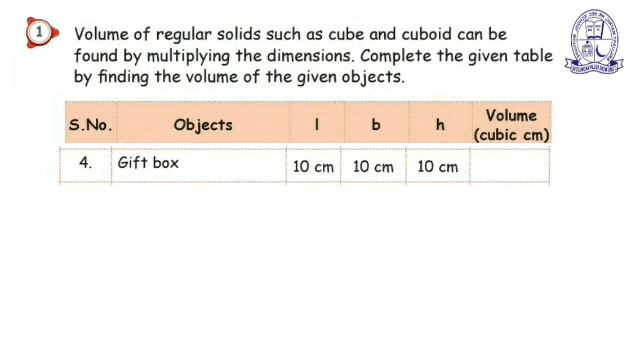 1
Volume of regular solids such as cube and cuboid can be
found by multiplying the dimensions. Complete the given table
by finding the volume of the given objects.
S.No. Objects l b h Volume (cubic cm)
4. Gift box 10 cm 10 cm 10 cm